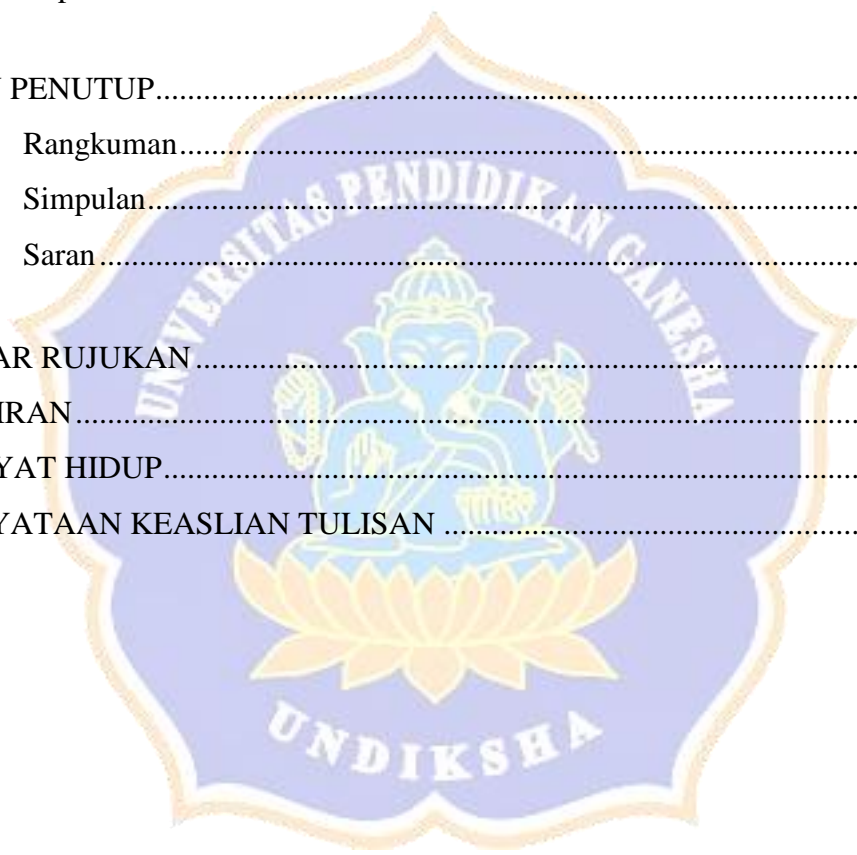 PENUTUP
Rangkuman
Simpulan
Saran
AR RUJUKAN
IRAN
YAT HIDUP
YATAAN KEASLIAN TULISAN
UNIVERSITAS PENDIDIKAN GANESHA
UNDIKSHA